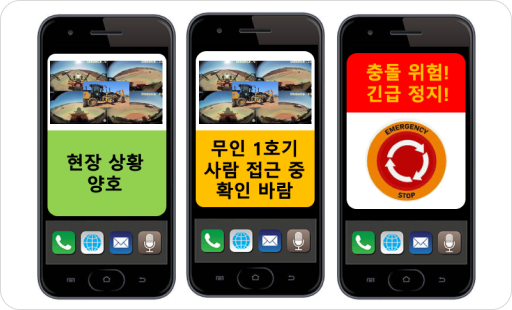 현장 상황
양호
무인 1호기
사람 접근 중
확인 바람
충돌 위험!
긴급 정지!
EMERGENCY
STOP